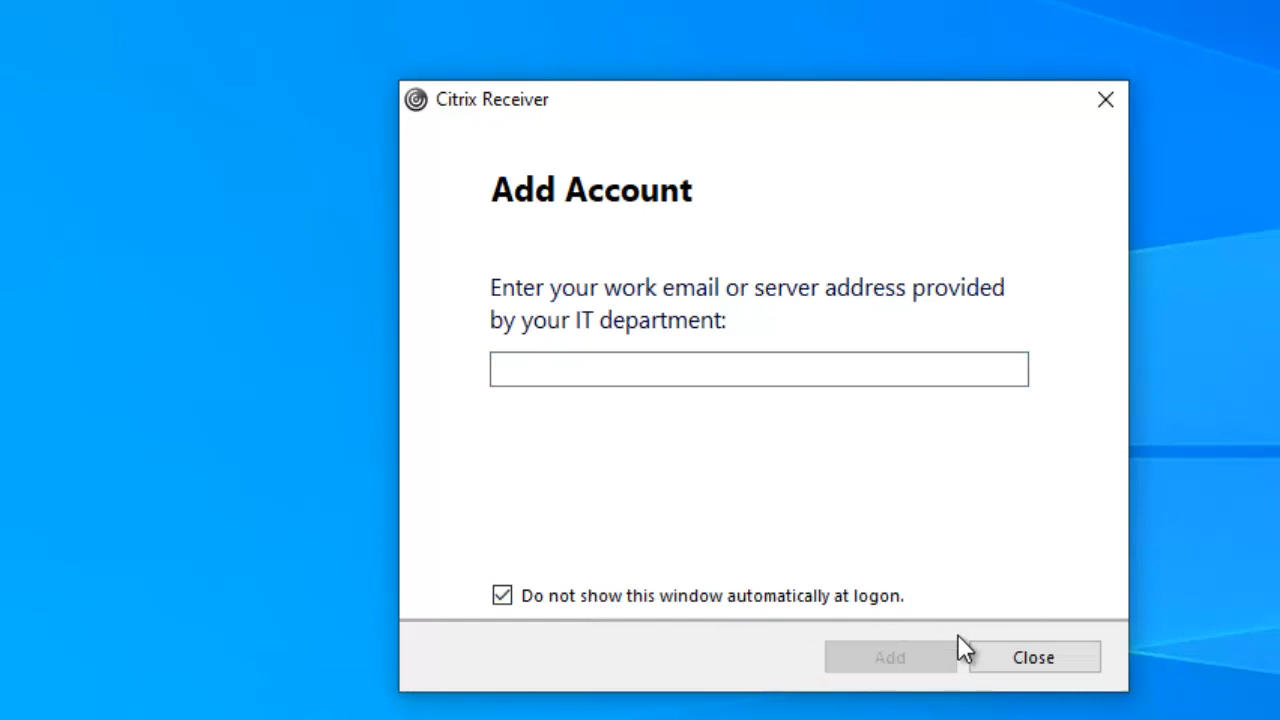 Citrix Receiver
Add Account
Enter your work email or server address provided
by your IT department:
Do not show this window automatically at logon.
Add
Close